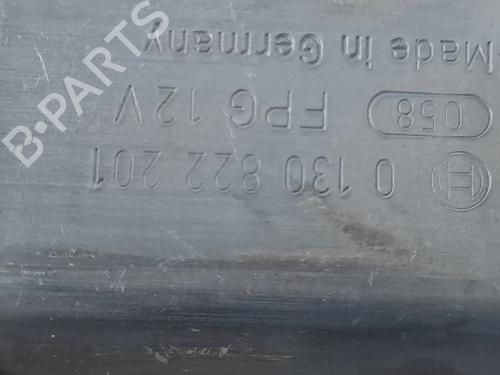 0 130 822 201
058 FPG 12V
Made in Germany
B-PARTS